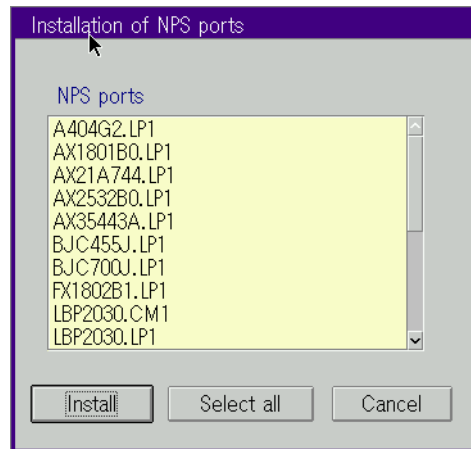 Installation of NPS ports
NPS ports
A404G2.LP1
AX1801B0.LP1
AX21A744.LP1
AX2532B0.LP1
AX35443A.LP1
BJC455J.LP1
BJC700J.LP1
FX1802B1.LP1
LBP2030.CM1
LBP2030.LP1
Install Select all Cancel